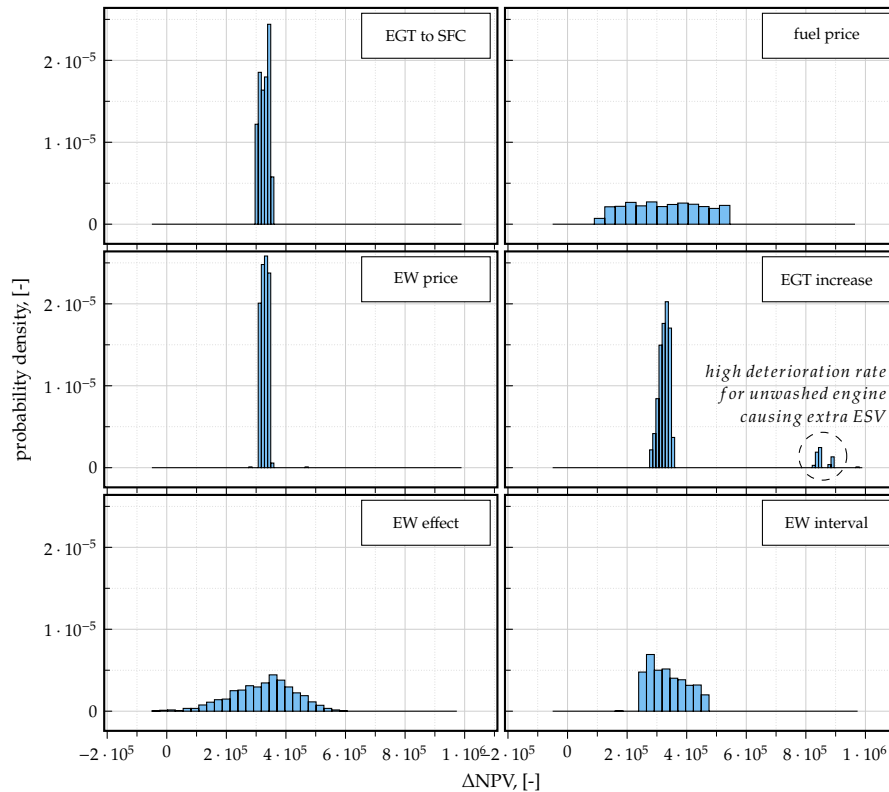 EGT to SFC
fuel price
2 · 10⁻⁵
1 · 10⁻⁵
0
EW price
EGT increase
2 · 10⁻⁵
1 · 10⁻⁵
0
high deterioration rate
for unwashed engine
causing extra ESV
probability density, [-]
EW effect
EW interval
2 · 10⁻⁵
1 · 10⁻⁵
0
−2 · 10⁵ 0 2 · 10⁵ 4 · 10⁵ 6 · 10⁵ 8 · 10⁵ 1 · 10⁶ −2 · 10⁵ 0 2 · 10⁵ 4 · 10⁵ 6 · 10⁵ 8 · 10⁵ 1 · 10⁶
ΔNPV, [-]